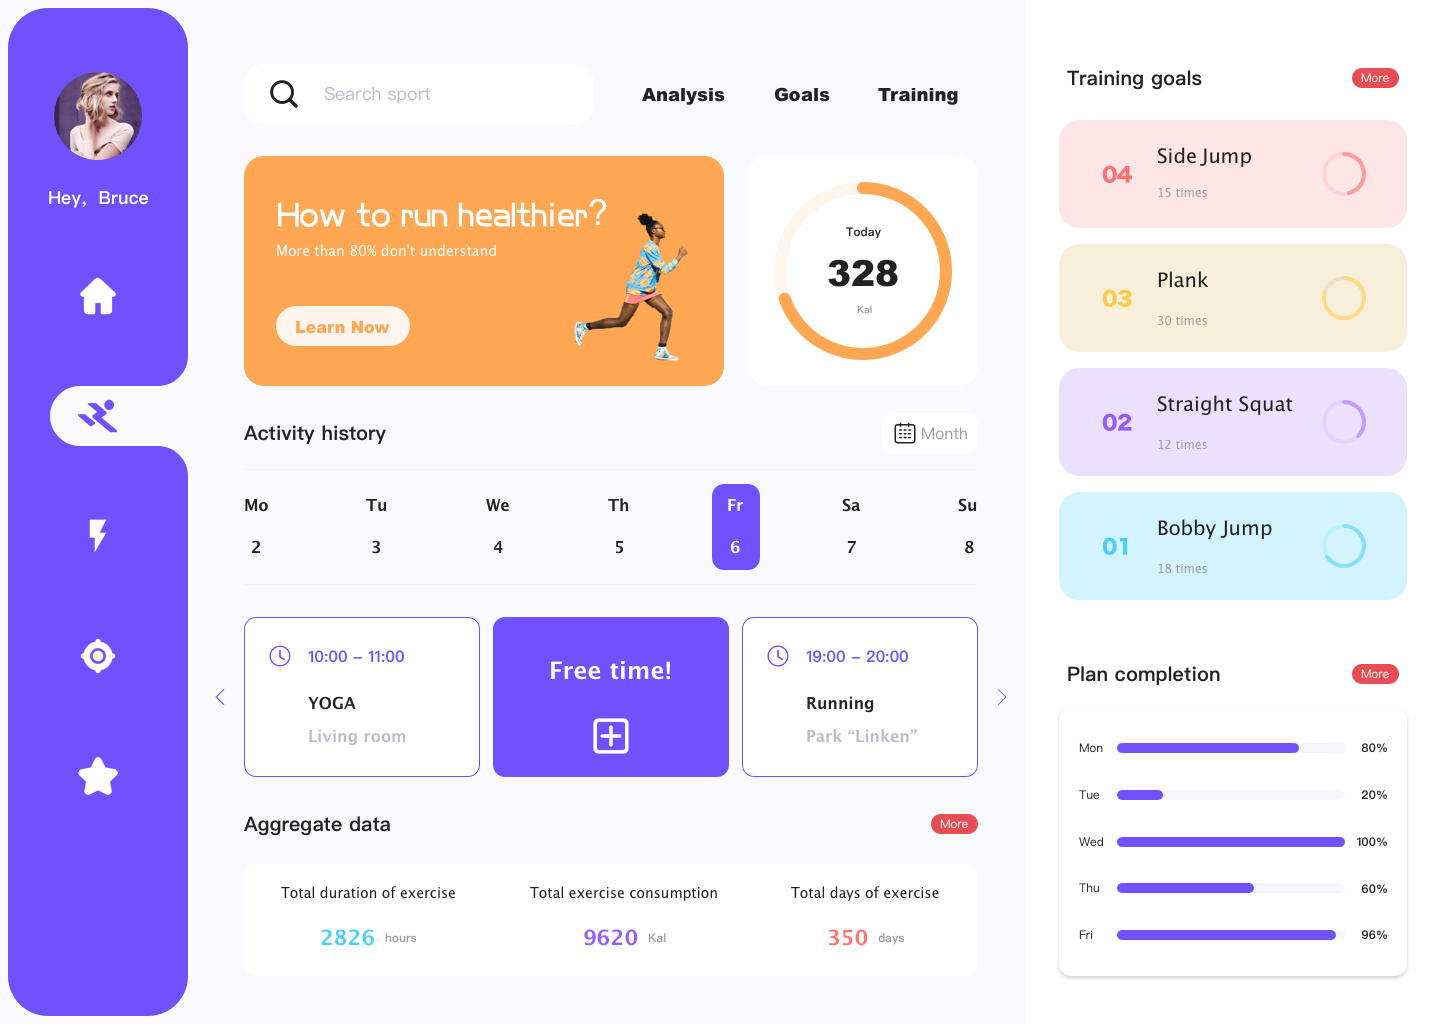 Hey, Bruce
Search sport
Analysis
Goals
Training
How to run healthier?
More than 80% don't understand
Learn Now
Today
328
Kal
Activity history
Month
Mo
Tu
We
Th
Fr
Sa
Su
2
3
4
5
6
7
8
10:00 – 11:00
YOGA
Living room
Free time!
19:00 – 20:00
Running
Park “Linken”
Aggregate data
More
Total duration of exercise
2826 hours
Total exercise consumption
9620 Kal
Total days of exercise
350 days
Training goals
More
04
Side Jump
15 times
03
Plank
30 times
02
Straight Squat
12 times
01
Bobby Jump
18 times
Plan completion
More
Mon 80%
Tue 20%
Wed 100%
Thu 60%
Fri 96%